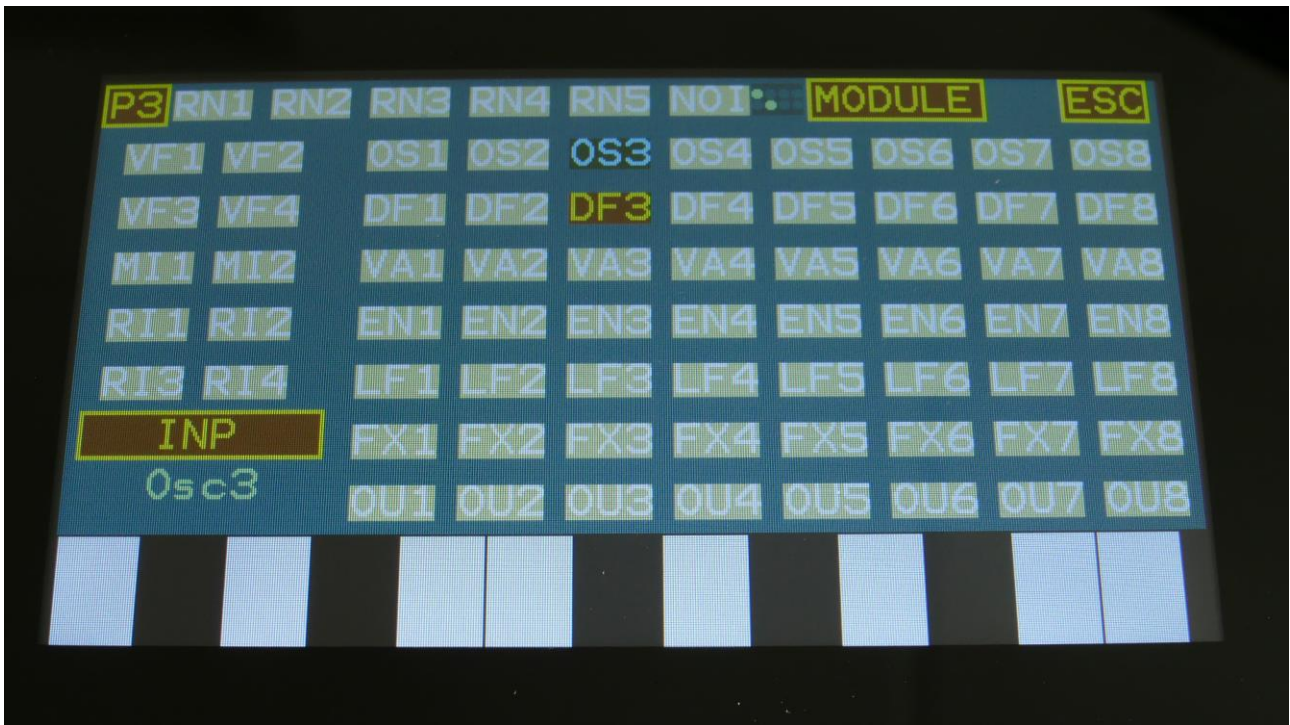 P3 RN1 RN2 RN3 RN4 RN5 NOI MODULE ESC
VF1 VF2 OS1 OS2 OS3 OS4 OS5 OS6 OS7 OS8
VF3 VF4 DF1 DF2 DF3 DF4 DF5 DF6 DF7 DF8
MI1 MI2 VA1 VA2 VA3 VA4 VA5 VA6 VA7 VA8
RI1 RI2 EN1 EN2 EN3 EN4 EN5 EN6 EN7 EN8
RI3 RI4 LF1 LF2 LF3 LF4 LF5 LF6 LF7 LF8
INP FX1 FX2 FX3 FX4 FX5 FX6 FX7 FX8
Osc3 OU1 OU2 OU3 OU4 OU5 OU6 OU7 OU8